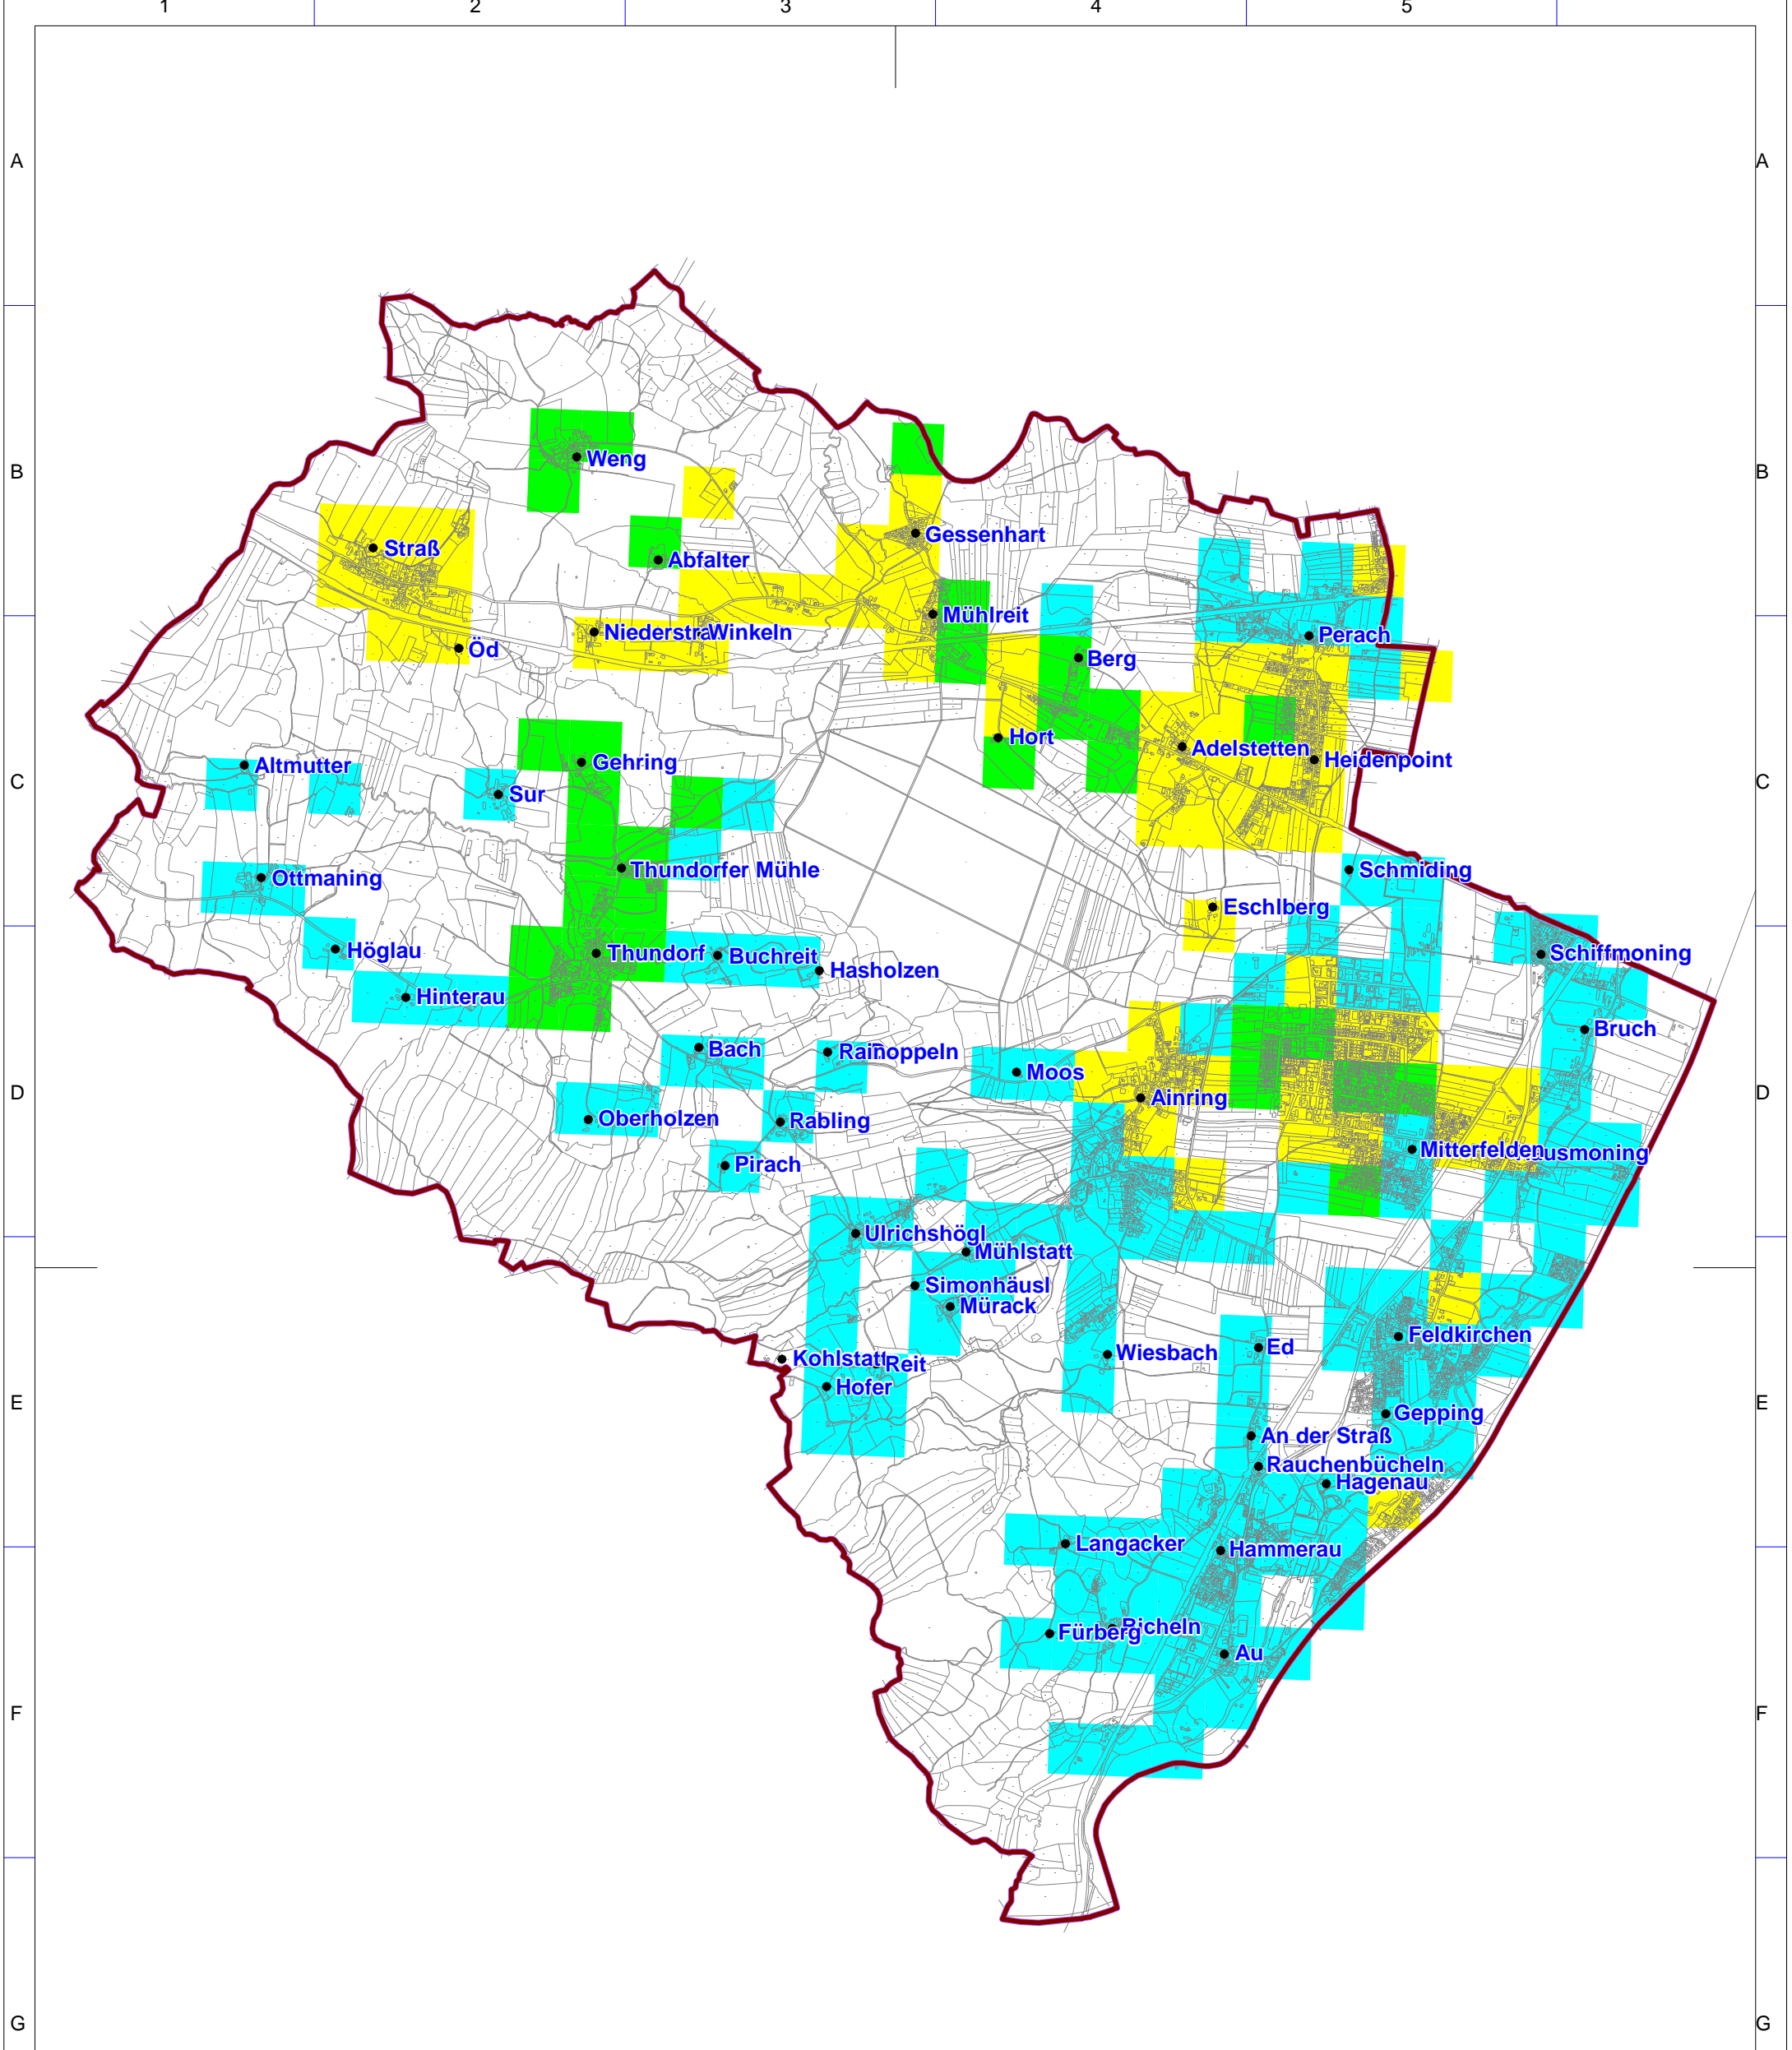 1 2 3 4 5
A A
B B
Weng
Gessenhart
Straß
Abfalter
Mühlreit
Winkeln
Perach
Öd
Berg
Hort
Adelstetten
Heidenpoint
Gehring
Altmutter
C C
Sur
Thundorfer Mühle
Schmiding
Ottmaning
Eschlberg
Höglau
Thundorf
Buchreit
Schiffmoning
Hasholzen
Hinterau
Bruch
Bach
Moos
D D
Ainring
Oberholzen
Rabling
Mitterfelden
Pirach
Ulrichshögl
Mühlstatt
Simonhäusl
Mürack
Feldkirchen
Ed
Wiesbach
Kohlstatt
Reit
Hofer
E E
Gepping
An der Straß
Rauchenbücheln
Hagenau
Langacker
Hammerau
Fürberg
Au
F F
G G